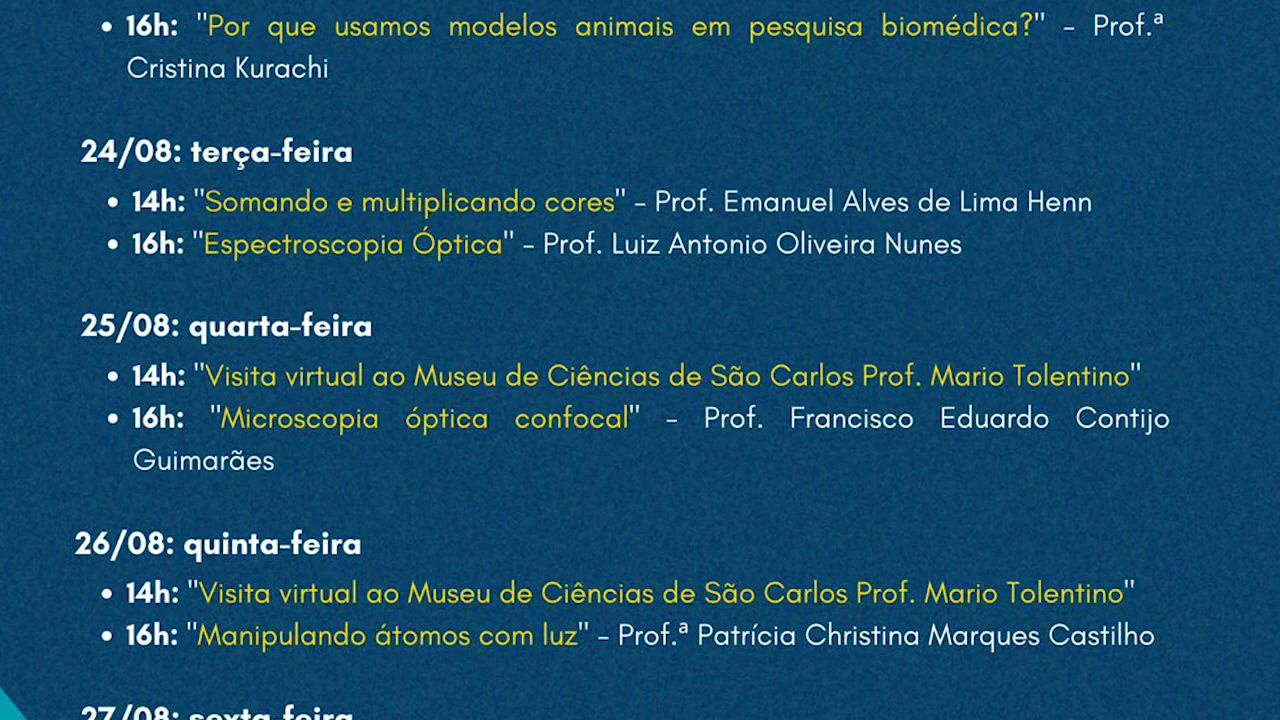 • 16h: "Por que usamos modelos animais em pesquisa biomédica?" - Prof.ª
Cristina Kurachi
24/08: terça-feira
• 14h: "Somando e multiplicando cores" - Prof. Emanuel Alves de Lima Henn
• 16h: "Espectroscopia Óptica" - Prof. Luiz Antonio Oliveira Nunes
25/08: quarta-feira
• 14h: "Visita virtual ao Museu de Ciências de São Carlos Prof. Mario Tolentino"
• 16h: "Microscopia óptica confocal" - Prof. Francisco Eduardo Contijo
Guimarães
26/08: quinta-feira
• 14h: "Visita virtual ao Museu de Ciências de São Carlos Prof. Mario Tolentino"
• 16h: "Manipulando átomos com luz" - Prof.ª Patrícia Christina Marques Castilho
27/08: sexta-feira